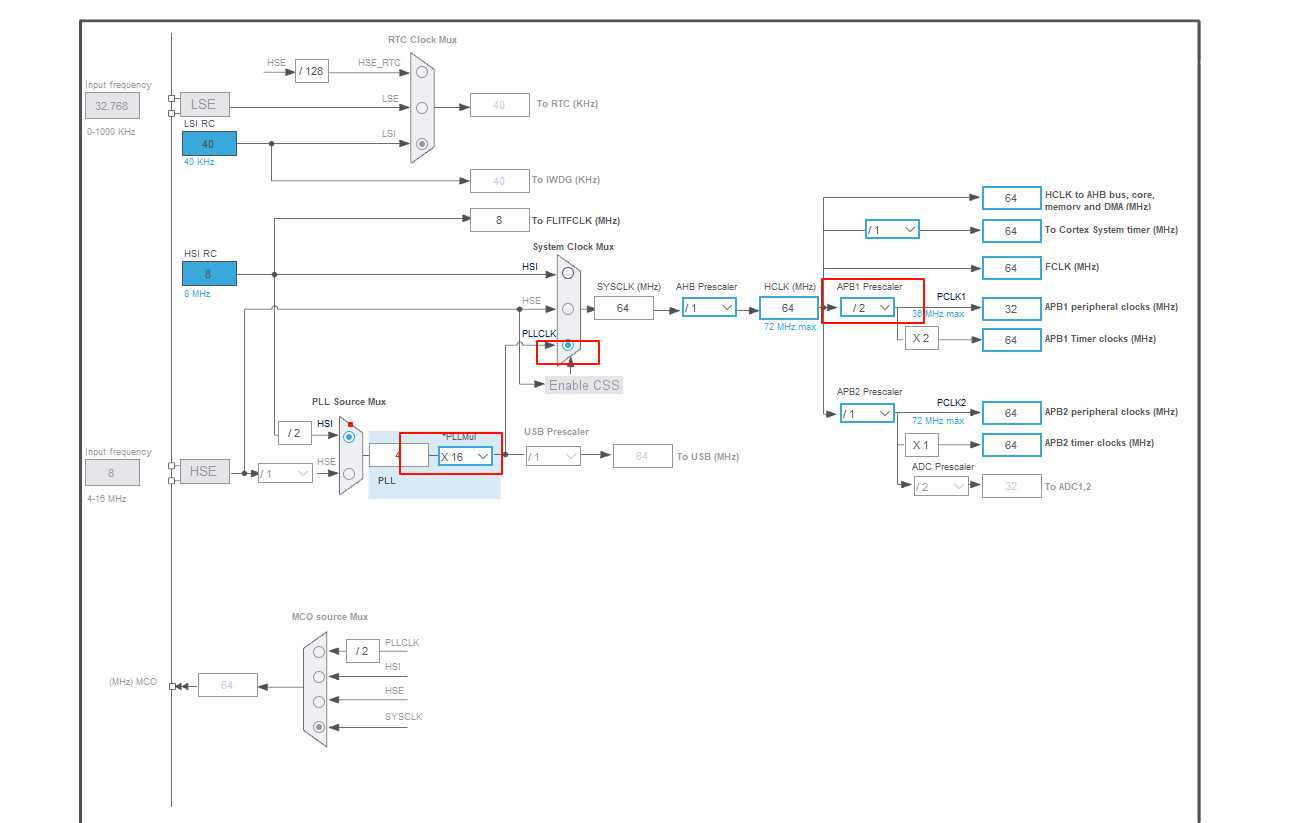 RTC Clock Mux
HSE
/ 128
HSE_RTC
Input frequency
32.768
0-1000 KHz
LSE
LSE
40
To RTC (KHz)
LSI RC
40
40 KHz
LSI
40
To IWDG (KHz)
8
To FLITFCLK (MHz)
HSI RC
8
8 MHz
System Clock Mux
HSI
HSE
PLLCLK
SYSCLK (MHz)
64
AHB Prescaler
/ 1
HCLK (MHz)
64
72 MHz max
64
HCLK to AHB bus, core,
memory and DMA (MHz)
/ 1
64
To Cortex System timer (MHz)
64
FCLK (MHz)
APB1 Prescaler
/ 2
PCLK1
36 MHz max
32
APB1 peripheral clocks (MHz)
X 2
64
APB1 Timer clocks (MHz)
Enable CSS
PLL Source Mux
/ 2
HSI
HSE
Input frequency
8
4-16 MHz
HSE
/ 1
4
*PLLMul
X 16
PLL
USB Prescaler
/ 1
64
To USB (MHz)
APB2 Prescaler
/ 1
PCLK2
72 MHz max
64
APB2 peripheral clocks (MHz)
X 1
64
APB2 timer clocks (MHz)
ADC Prescaler
/ 2
32
To ADC1,2
MCO source Mux
/ 2
PLLCLK
HSI
HSE
SYSCLK
(MHz) MCO
64